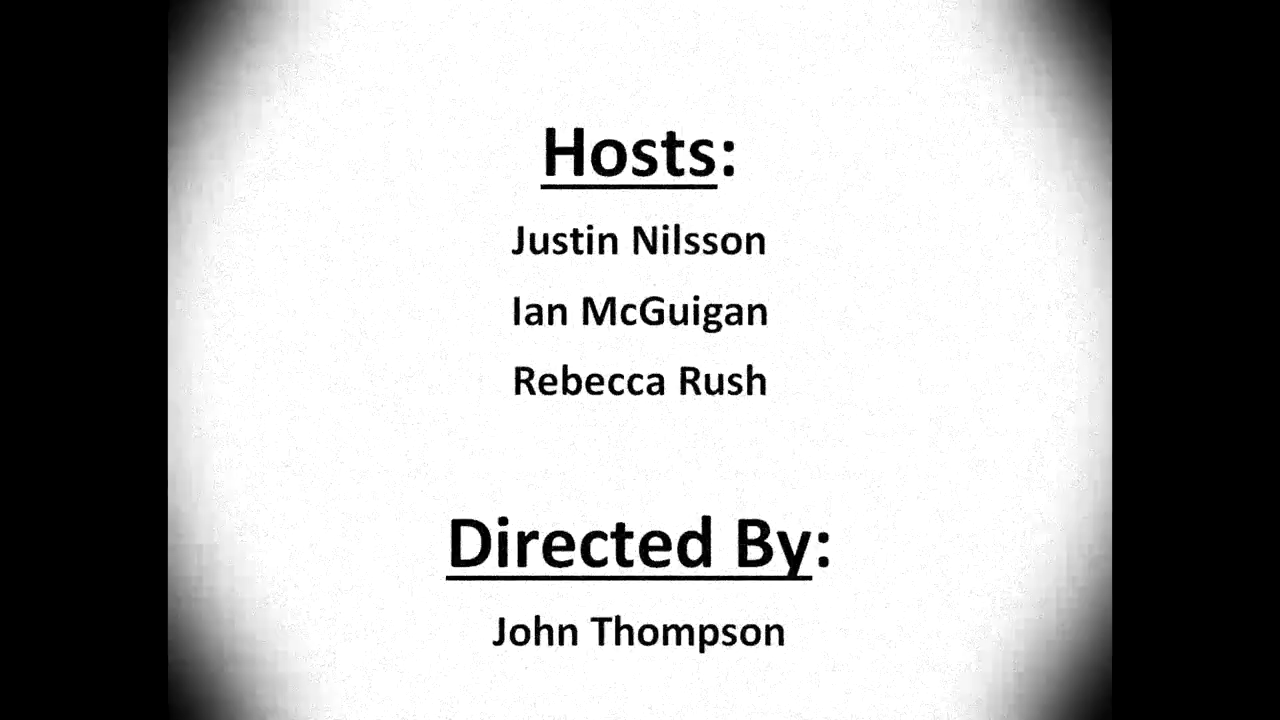 Hosts:
Justin Nilsson
Ian McGuigan
Rebecca Rush
Directed By:
John Thompson